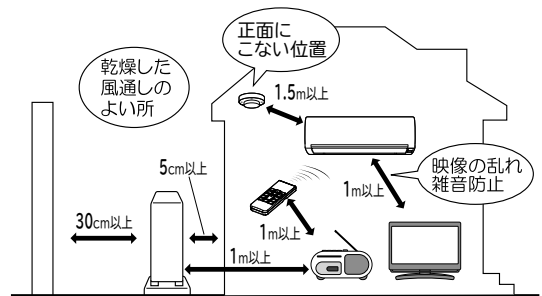 正面に
こない位置
乾燥した
風通しの
よい所
1.5m以上
5cm以上
映像の乱れ
雑音防止
1m以上
30cm以上
1m以上
1m以上